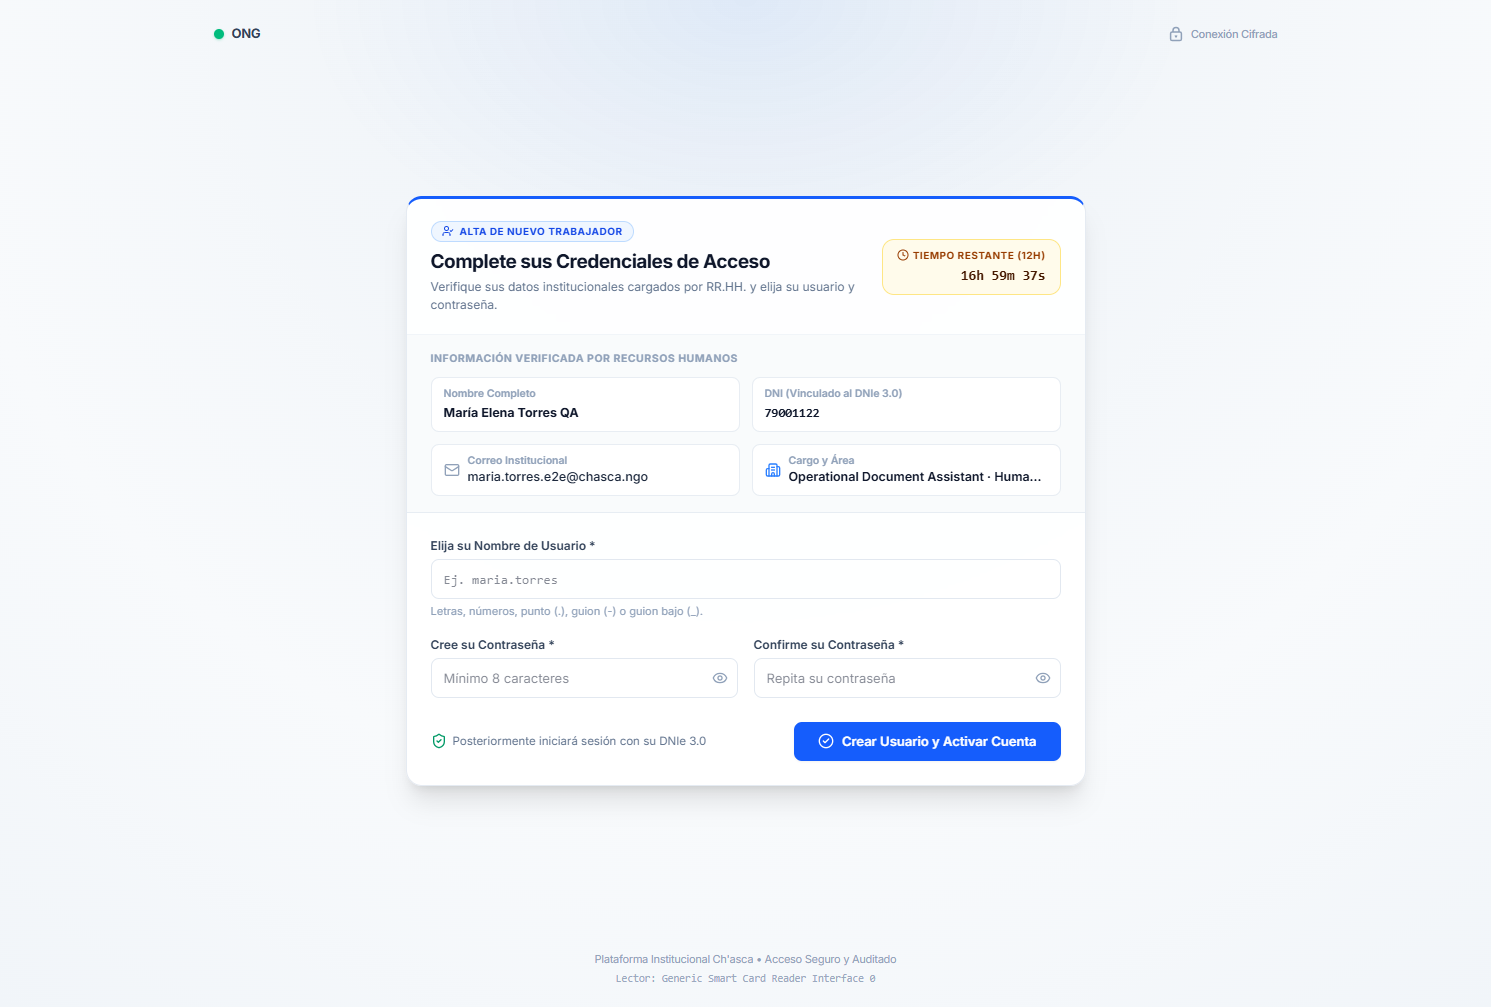 ONG
Conexión Cifrada
ALTA DE NUEVO TRABAJADOR
Complete sus Credenciales de Acceso
Verifique sus datos institucionales cargados por RR.HH. y elija su usuario y
contraseña.
TIEMPO RESTANTE (12H)
16h 59m 37s
INFORMACIÓN VERIFICADA POR RECURSOS HUMANOS
Nombre Completo
María Elena Torres QA
DNI (Vinculado al DNIe 3.0)
79001122
Correo Institucional
maria.torres.e2e@chasca.ngo
Cargo y Área
Operational Document Assistant · Huma...
Elija su Nombre de Usuario *
Ej. maria.torres
Letras, números, punto (.), guion (-) o guion bajo (_).
Cree su Contraseña *
Mínimo 8 caracteres
Confirme su Contraseña *
Repita su contraseña
Posteriormente iniciará sesión con su DNIe 3.0
Crear Usuario y Activar Cuenta
Plataforma Institucional Ch'asca • Acceso Seguro y Auditado
Lector: Generic Smart Card Reader Interface 0